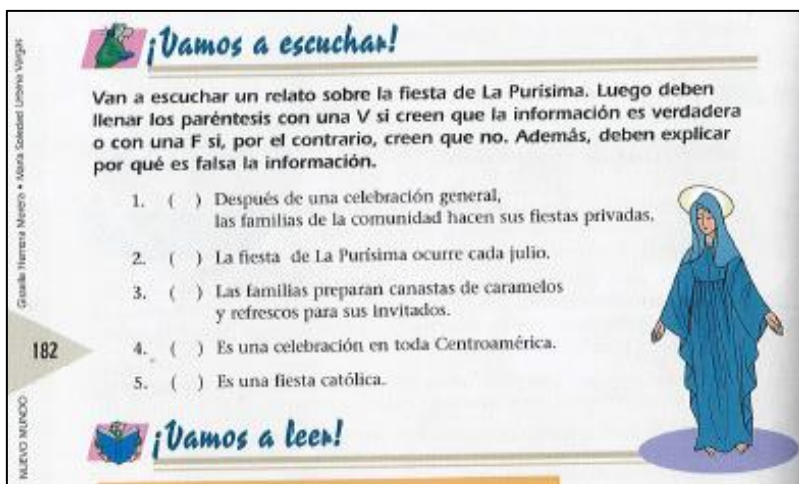 ¡Vamos a escuchar!
Van a escuchar un relato sobre la fiesta de La Purísima. Luego deben
llenar los paréntesis con una V si creen que la información es verdadera
o con una F si, por el contrario, creen que no. Además, deben explicar
por qué es falsa la información.
1. ( ) Después de una celebración general,
las familias de la comunidad hacen sus fiestas privadas.
2. ( ) La fiesta de La Purísima ocurre cada julio.
3. ( ) Las familias preparan canastas de caramelos
y refrescos para sus invitados.
4. ( ) Es una celebración en toda Centroamérica.
5. ( ) Es una fiesta católica.
¡Vamos a leer!
Gisselle Herrera Morera • María Soledad Urbina Vargas
182
NUEVO MUNDO